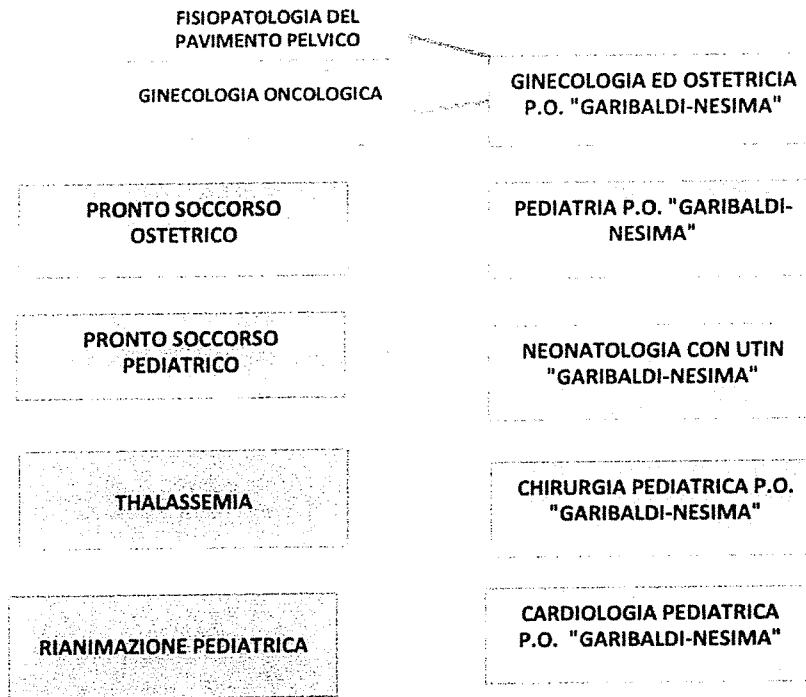 FISIOPATOLOGIA DEL
PAVIMENTO PELVICO
GINECOLOGIA ONCOLOGICA
GINECOLOGIA ED OSTETRICIA
P.O. "GARIBALDI-NESIMA"
PRONTO SOCCORSO
OSTETRICO
PEDIATRIA P.O. "GARIBALDI-
NESIMA"
PRONTO SOCCORSO
PEDIATRICO
NEONATOLOGIA CON UTIN
"GARIBALDI-NESIMA"
THALASSEMIA
CHIRURGIA PEDIATRICA P.O.
"GARIBALDI-NESIMA"
RIANIMAZIONE PEDIATRICA
CARDIOLOGIA PEDIATRICA
P.O. "GARIBALDI-NESIMA"